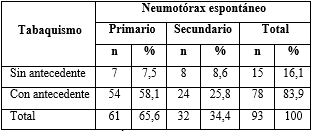 Neumotórax espontáneo
Tabaquismo Primario Secundario Total
n % n % n %
Sin antecedente 7 7,5 8 8,6 15 16,1
Con antecedente 54 58,1 24 25,8 78 83,9
Total 61 65,6 32 34,4 93 100